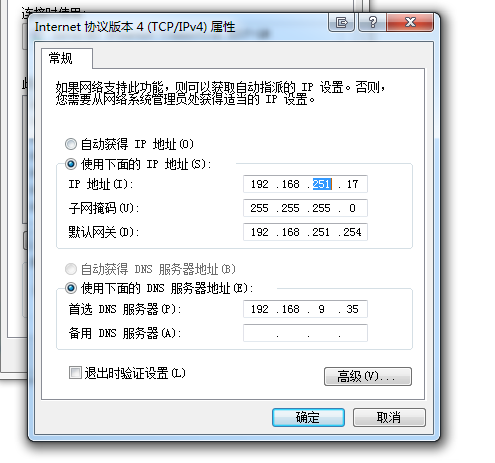 连接时使用:
Internet 协议版本 4 (TCP/IPv4) 属性
常规
如果网络支持此功能，则可以获取自动指派的 IP 设置。否则，
您需要从网络系统管理员处获得适当的 IP 设置。
自动获得 IP 地址(O)
使用下面的 IP 地址(S):
IP 地址(I): 192 .168 .251 . 17
子网掩码(U): 255 .255 .255 . 0
默认网关(D): 192 .168 .251 .254
自动获得 DNS 服务器地址(B)
使用下面的 DNS 服务器地址(E):
首选 DNS 服务器(P): 192 .168 . 9 . 35
备用 DNS 服务器(A): . . .
退出时验证设置(L)
高级(V)...
确定
取消